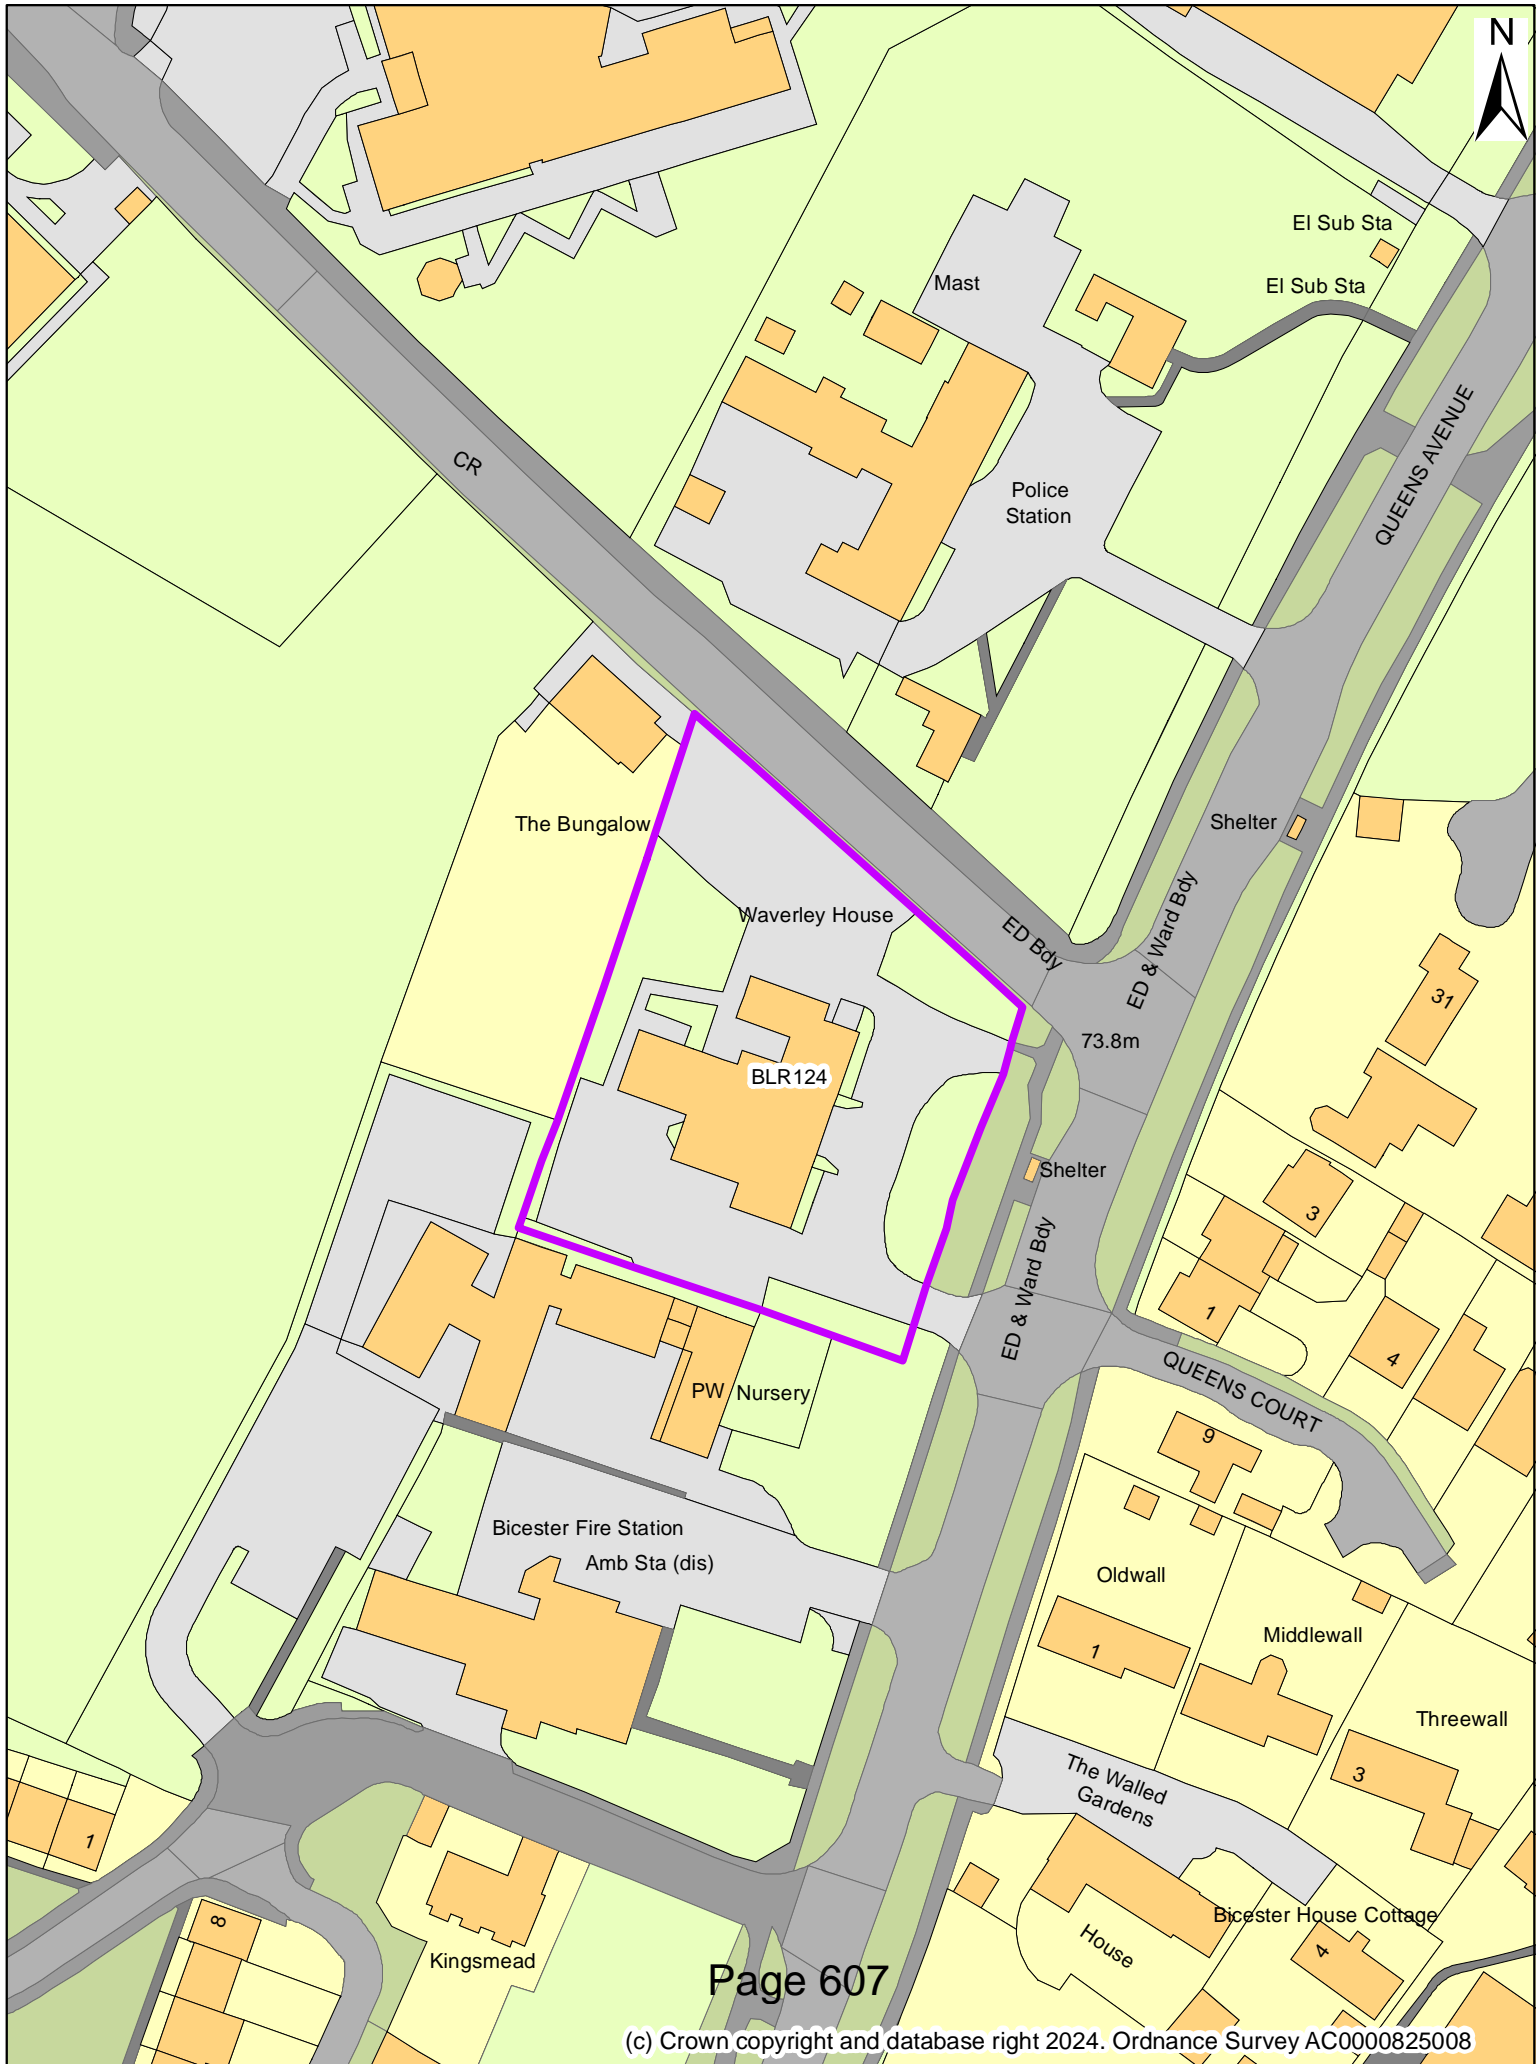 N
El Sub Sta
El Sub Sta
Mast
QUEENS AVENUE
CR
Police
Station
The Bungalow
Shelter
Waverley House
ED Bdy
ED & Ward Bdy
31
73.8m
BLR124
Shelter
3
ED & Ward Bdy
1
4
QUEENS COURT
PW
Nursery
9
Bicester Fire Station
Amb Sta (dis)
Oldwall
1
Middlewall
Threewall
3
The Walled
Gardens
1
8
Bicester House Cottage
House
4
Kingsmead
Page 607
(c) Crown copyright and database right 2024. Ordnance Survey AC0000825008